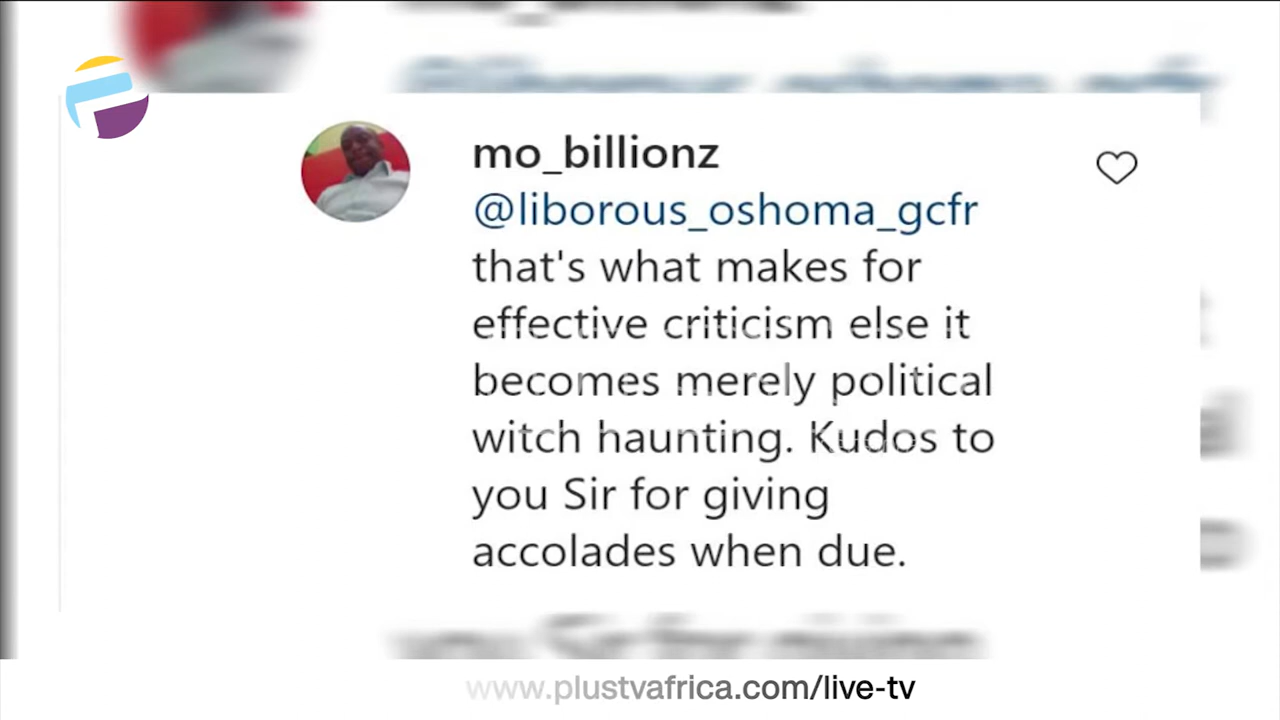 mo_billionz
@liborous_oshoma_gcfr
that's what makes for
effective criticism else it
becomes merely political
witch haunting. Kudos to
you Sir for giving
accolades when due.
www.plustvafrica.com/live-tv